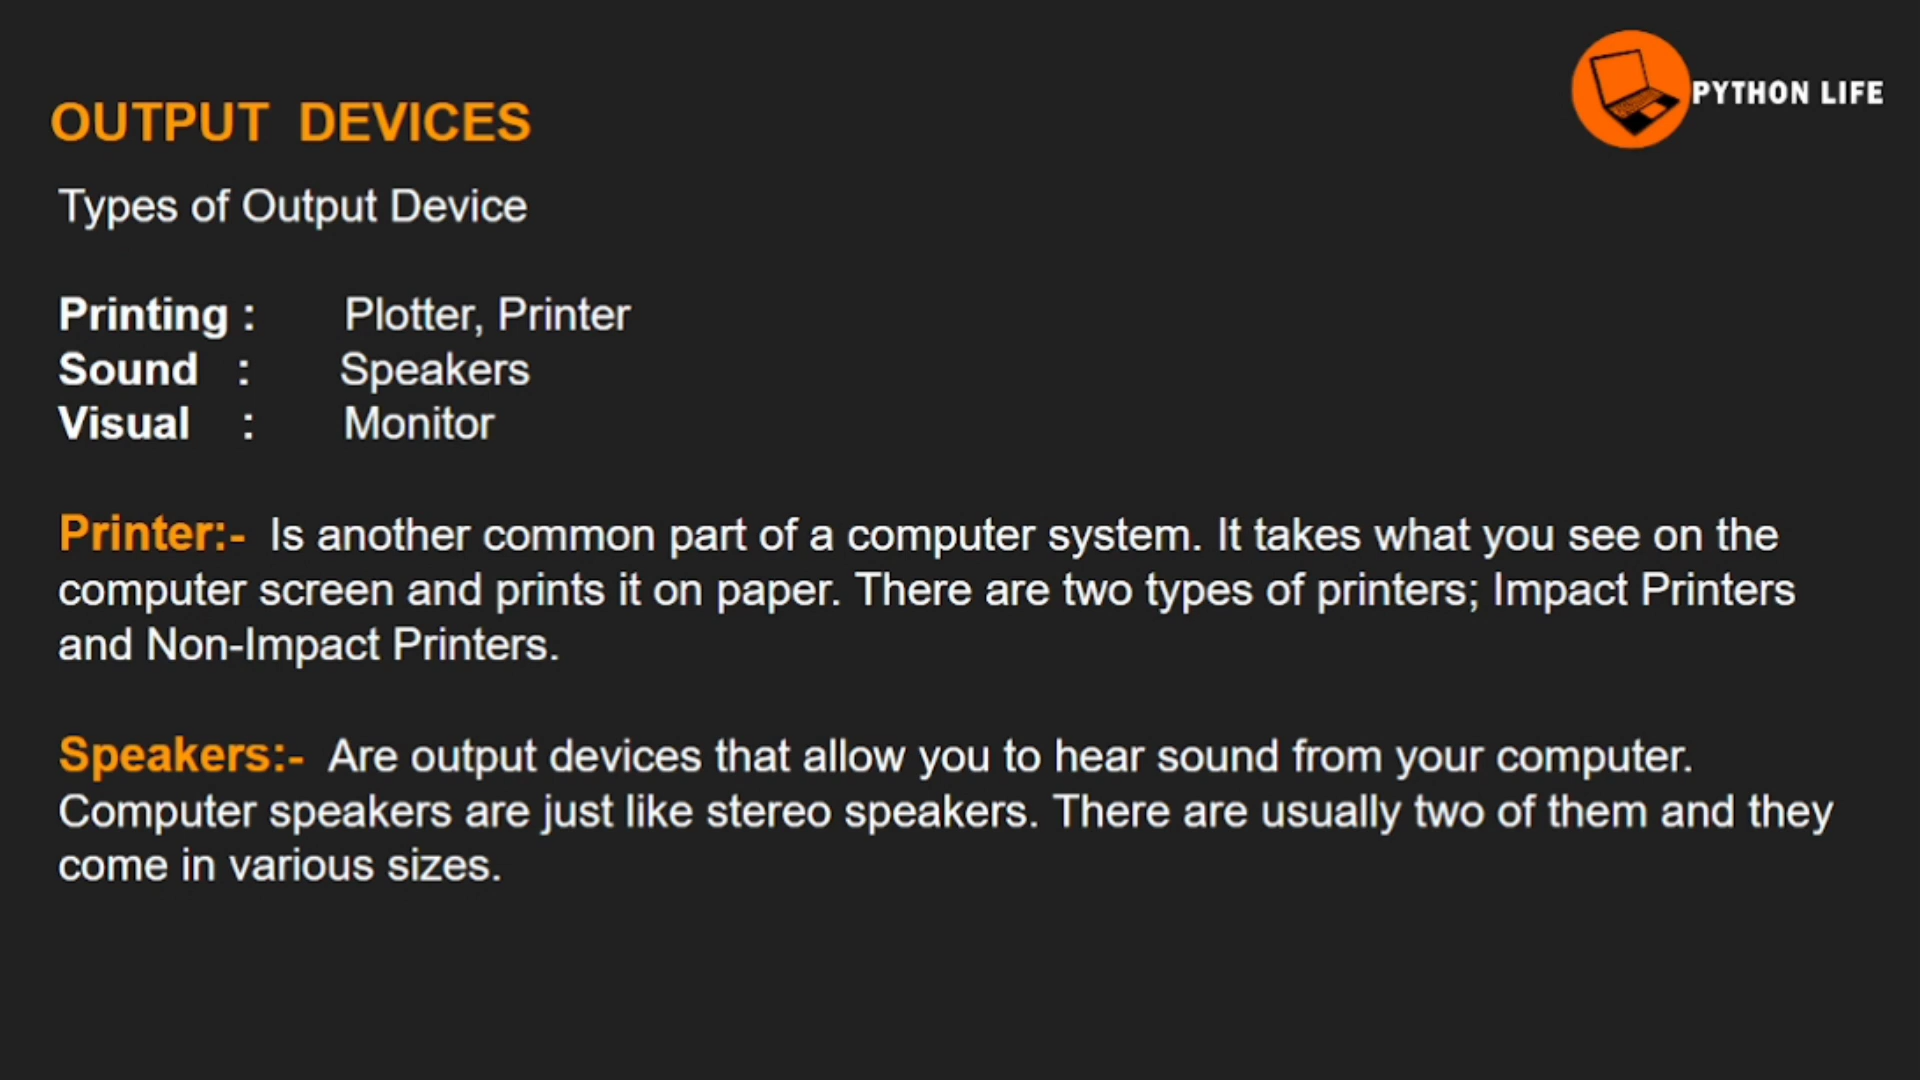 PYTHON LIFE
OUTPUT DEVICES
Types of Output Device
Printing : Plotter, Printer
Sound : Speakers
Visual : Monitor
Printer:- Is another common part of a computer system. It takes what you see on the
computer screen and prints it on paper. There are two types of printers; Impact Printers
and Non-Impact Printers.
Speakers:- Are output devices that allow you to hear sound from your computer.
Computer speakers are just like stereo speakers. There are usually two of them and they
come in various sizes.